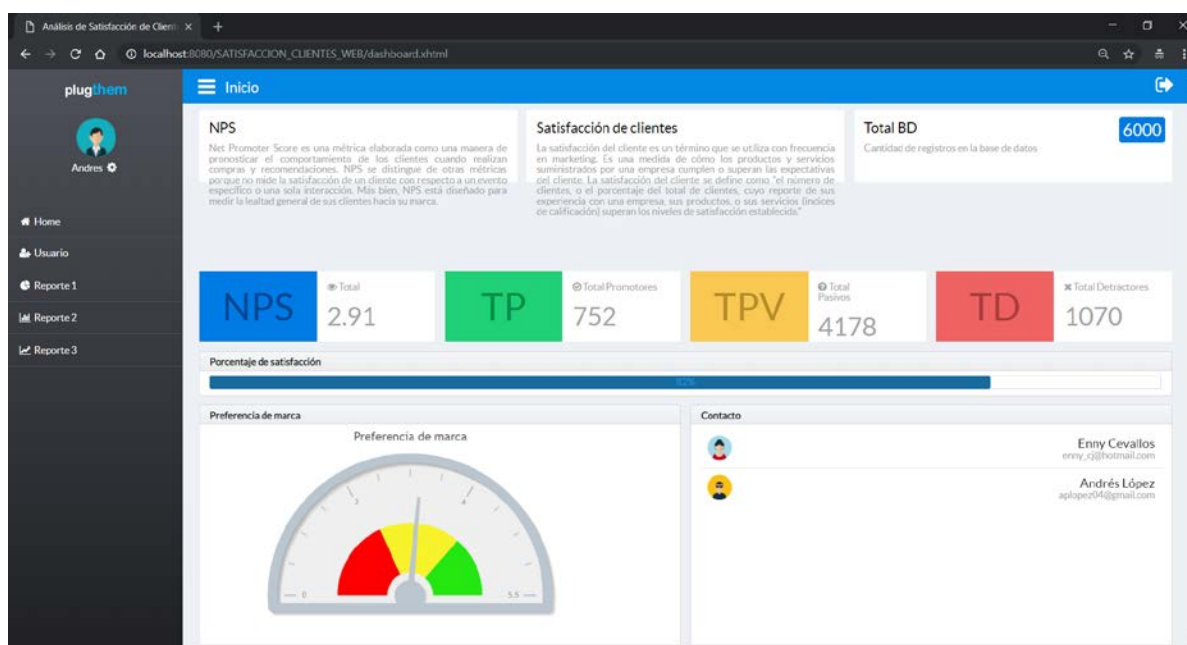 Análisis de Satisfacción de Client
localhost:8080/SATISFACCION_CLIENTES_WEB/dashboard.xhtml
plugthem
Andres
Home
Usuario
Reporte 1
Reporte 2
Reporte 3
Inicio
NPS
Net Promoter Score es una métrica elaborada como una manera de
pronosticar el comportamiento de los clientes cuando realizan
compras y recomendaciones. NPS se distingue de otras métricas
porque no mide la satisfacción de un cliente con respecto a un evento
específico o una sola interacción. Más bien, NPS está diseñado para
medir la lealtad general de sus clientes hacia su marca.
Satisfacción de clientes
La satisfacción del cliente es un término que se utiliza con frecuencia
en marketing. Es una medida de cómo los productos y servicios
suministrados por una empresa cumplen o superan las expectativas
del cliente. La satisfacción del cliente se define como "el número de
clientes, o el porcentaje del total de clientes, cuyo reporte de sus
experiencia con una empresa, sus productos, o sus servicios (índices
de calificación) superan los niveles de satisfacción establecida."
Total BD
6000
Cantidad de registros en la base de datos
NPS
Total
2.91
TP
Total Promotores
752
TPV
Total
Pasivos
4178
TD
Total Detractores
1070
Porcentaje de satisfacción
82%
Preferencia de marca
Preferencia de marca
0
3
4
5.5
Contacto
Enny Cevallos
enny_cj@hotmail.com
Andrés López
aplopez04@gmail.com